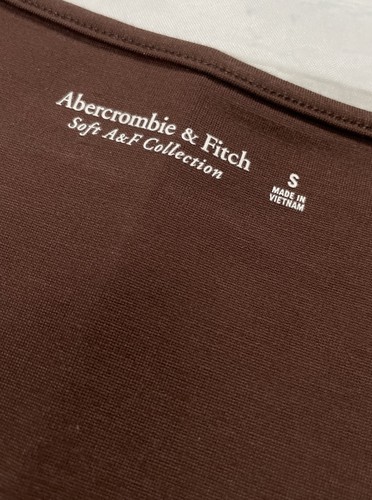 Abercrombie & Fitch
Soft A&F Collection
S
MADE IN
VIETNAM